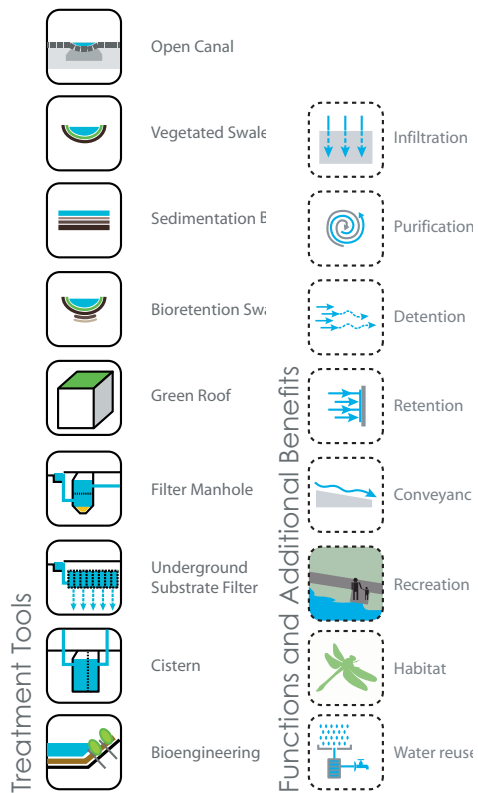 Treatment Tools
Open Canal
Vegetated Swale
Sedimentation
Bioretention
Green Roof
Filter Manhole
Underground
Substrate Filter
Cistern
Bioengineering
Functions and Additional Benefits
Infiltration
Purification
Detention
Retention
Conveyanc
Recreation
Habitat
Water reuse